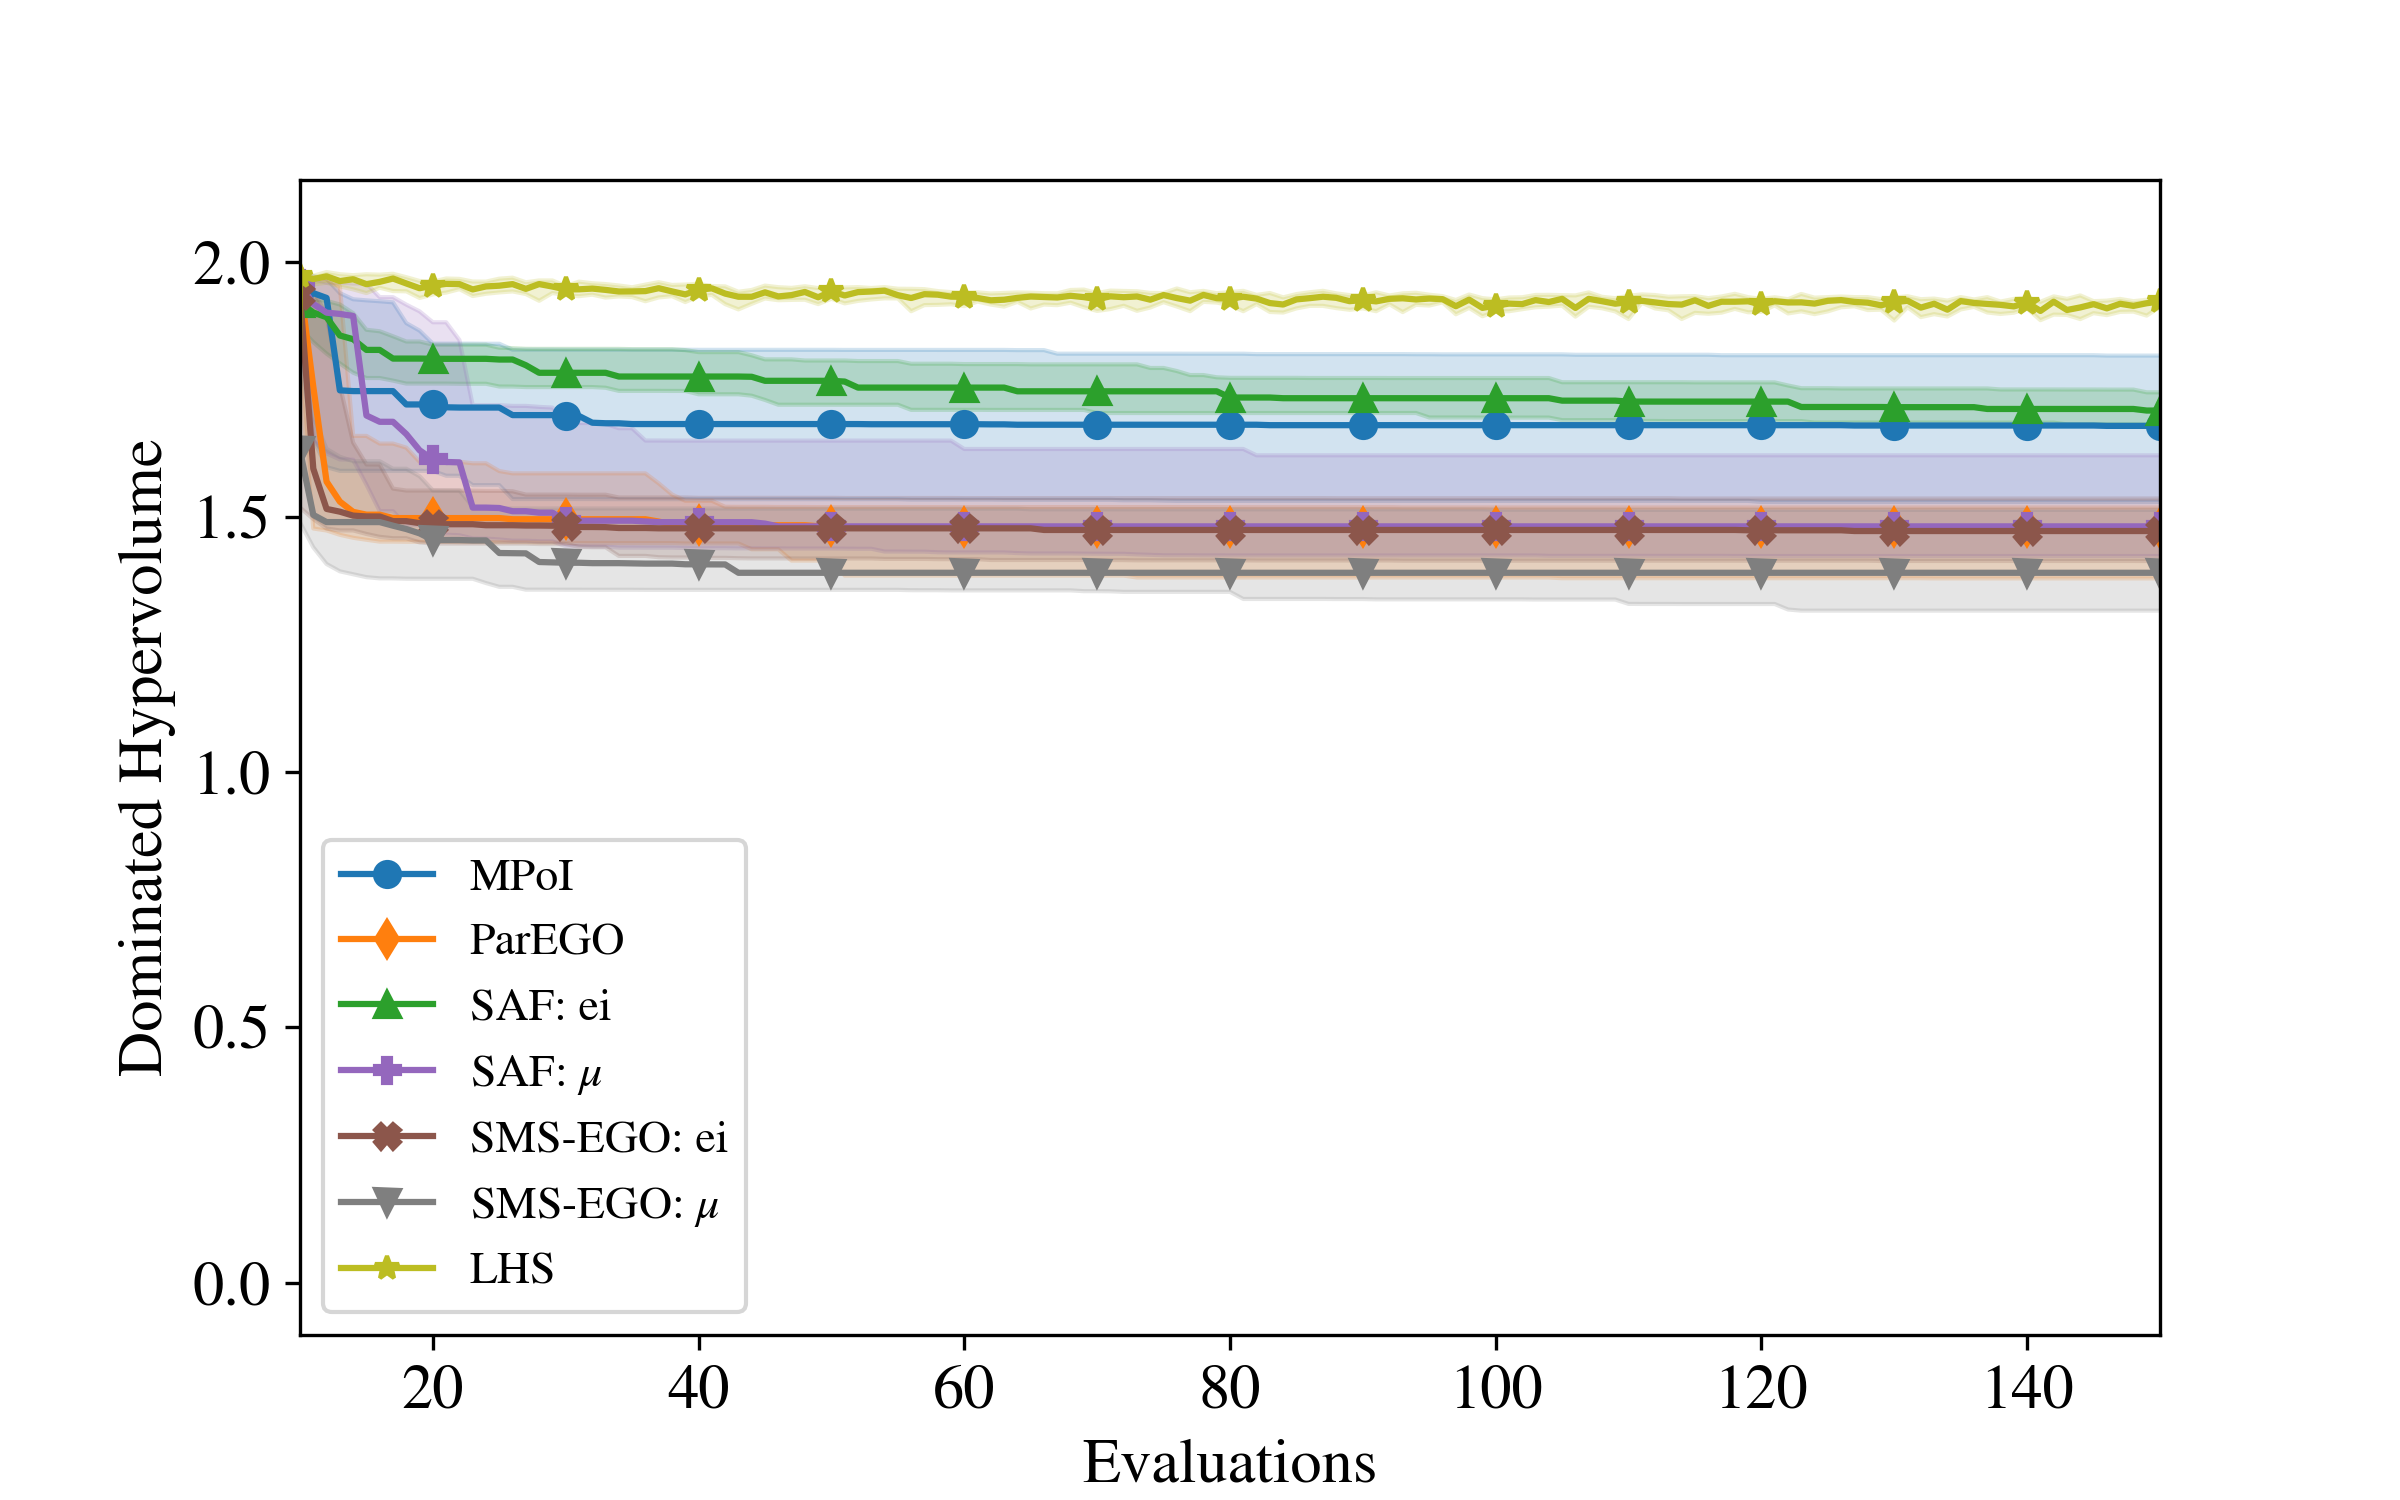 Dominated Hypervolume
2.0
1.5
1.0
0.5
0.0
MPoI
ParEGO
SAF: ei
SAF: μ
SMS-EGO: ei
SMS-EGO: μ
LHS
20 40 60 80 100 120 140
Evaluations